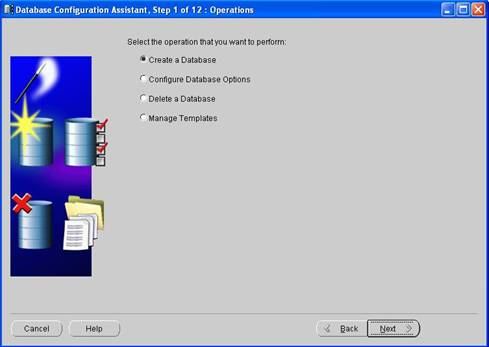 Database Configuration Assistant, Step 1 of 12 : Operations
Select the operation that you want to perform:
Create a Database
Configure Database Options
Delete a Database
Manage Templates
Cancel
Help
Back
Next